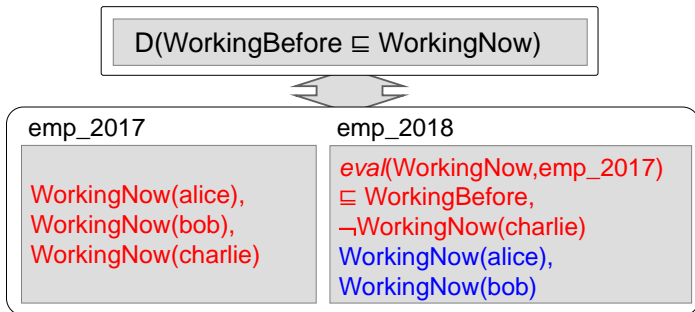 D(WorkingBefore ⊑ WorkingNow)
emp_2017
WorkingNow(alice),
WorkingNow(bob),
WorkingNow(charlie)
emp_2018
eval(WorkingNow,emp_2017)
⊑ WorkingBefore,
¬WorkingNow(charlie)
WorkingNow(alice),
WorkingNow(bob)